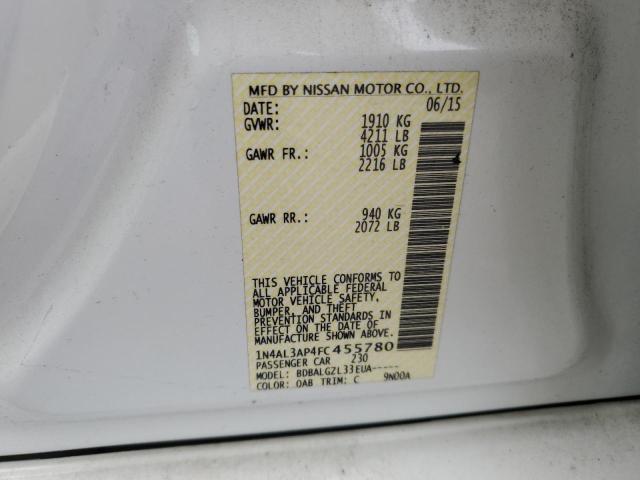 MFD BY NISSAN MOTOR CO., LTD.
DATE: 06/15
GVWR: 1910 KG
4211 LB
GAWR FR.: 1005 KG
2216 LB
GAWR RR.: 940 KG
2072 LB
THIS VEHICLE CONFORMS TO
ALL APPLICABLE FEDERAL
MOTOR VEHICLE SAFETY,
BUMPER, AND THEFT
PREVENTION STANDARDS IN
EFFECT ON THE DATE OF
MANUFACTURE SHOWN ABOVE.
1N4AL3AP4FC455780
PASSENGER CAR 230
MODEL: BDBALGZL33EUA-----
COLOR: QAB TRIM: C 9N00A